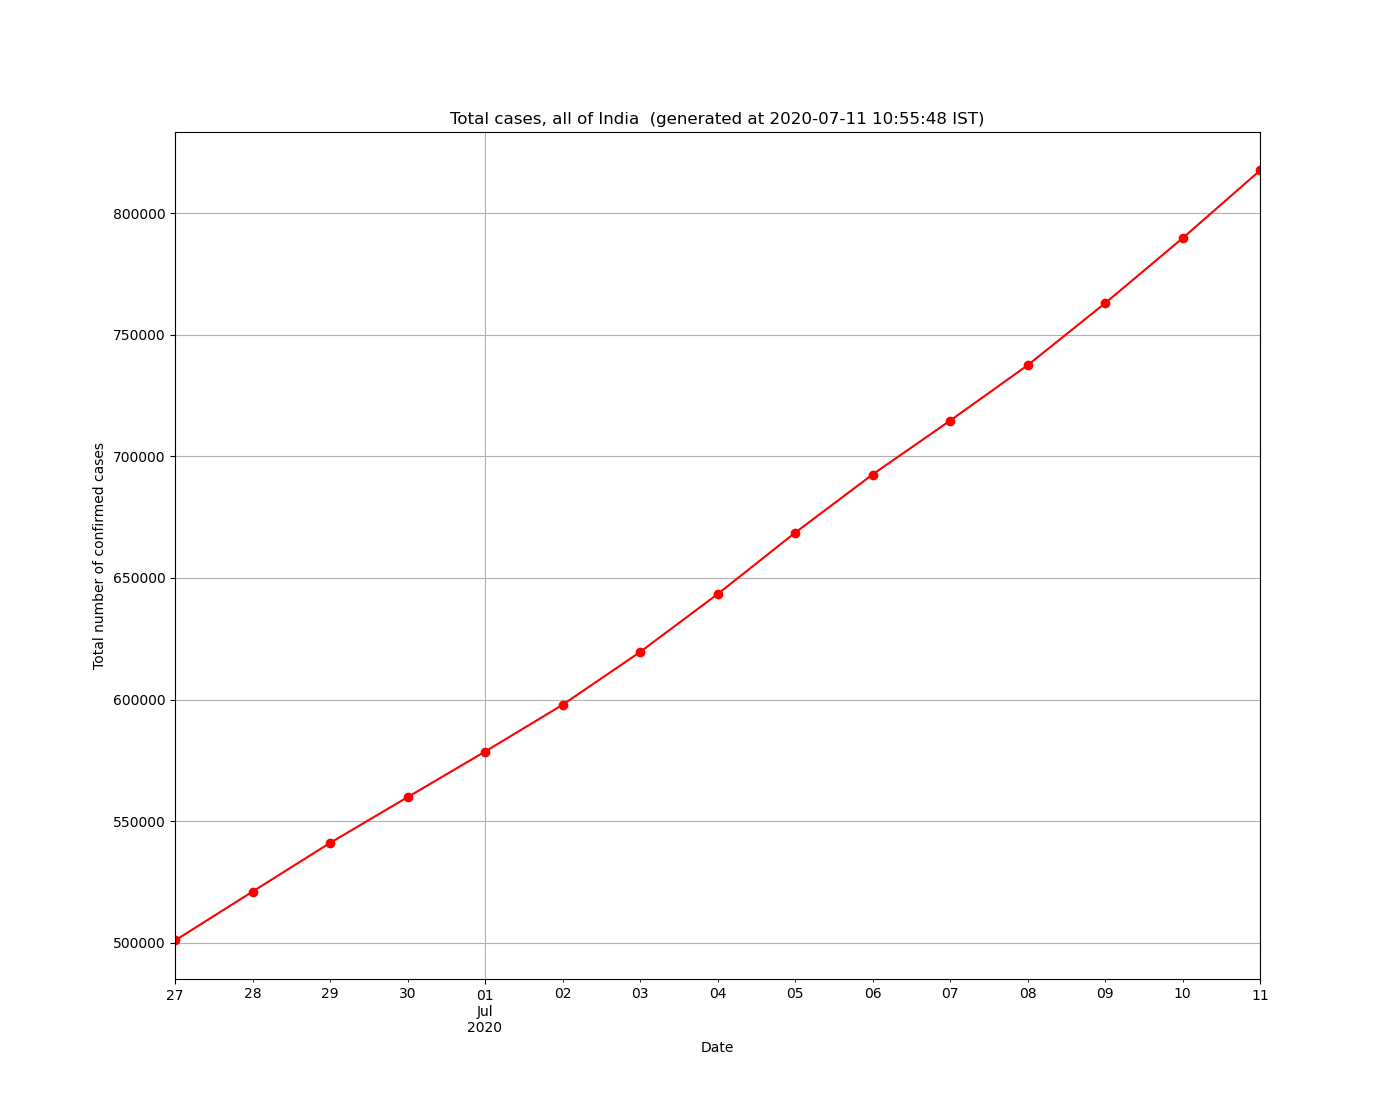 Total cases, all of India  (generated at 2020-07-11 10:55:48 IST)
800000
750000
700000
650000
600000
550000
500000
Total number of confirmed cases
27 28 29 30 01 02 03 04 05 06 07 08 09 10 11
Jul
2020
Date